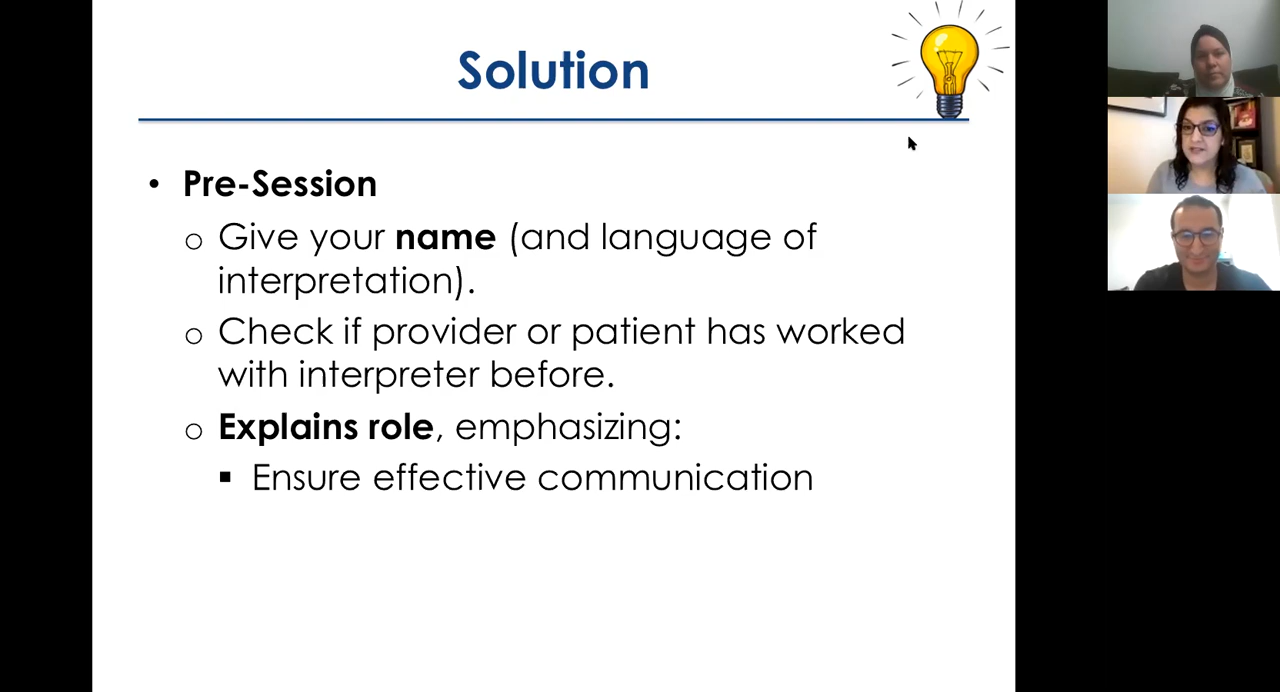 Solution
• Pre-Session
o Give your name (and language of
interpretation).
o Check if provider or patient has worked
with interpreter before.
o Explains role, emphasizing:
▪ Ensure effective communication